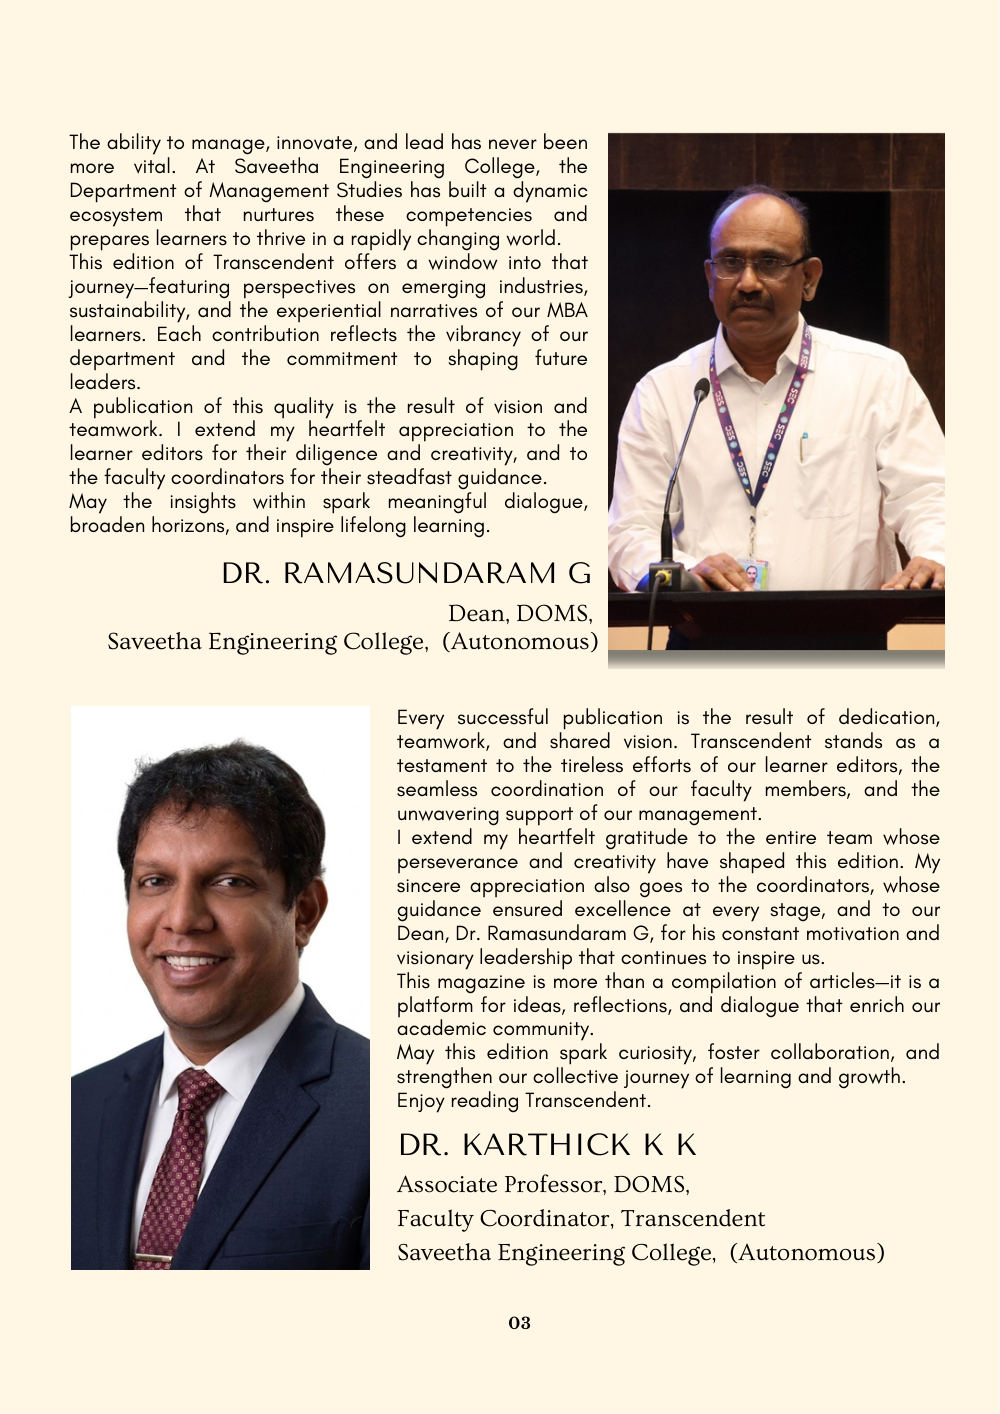 The ability to manage, innovate, and lead has never been
more vital. At Saveetha Engineering College, the
Department of Management Studies has built a dynamic
ecosystem that nurtures these competencies and
prepares learners to thrive in a rapidly changing world.
This edition of Transcendent offers a window into that
journey—featuring perspectives on emerging industries,
sustainability, and the experiential narratives of our MBA
learners. Each contribution reflects the vibrancy of our
department and the commitment to shaping future
leaders.
A publication of this quality is the result of vision and
teamwork. I extend my heartfelt appreciation to the
learner editors for their diligence and creativity, and to
the faculty coordinators for their steadfast guidance.
May the insights within spark meaningful dialogue,
broaden horizons, and inspire lifelong learning.
DR. RAMASUNDARAM G
Dean, DOMS,
Saveetha Engineering College, (Autonomous)
SEC
SEC
SEC
SEC
SEC
SEC
Every successful publication is the result of dedication,
teamwork, and shared vision. Transcendent stands as a
testament to the tireless efforts of our learner editors, the
seamless coordination of our faculty members, and the
unwavering support of our management.
I extend my heartfelt gratitude to the entire team whose
perseverance and creativity have shaped this edition. My
sincere appreciation also goes to the coordinators, whose
guidance ensured excellence at every stage, and to our
Dean, Dr. Ramasundaram G, for his constant motivation and
visionary leadership that continues to inspire us.
This magazine is more than a compilation of articles—it is a
platform for ideas, reflections, and dialogue that enrich our
academic community.
May this edition spark curiosity, foster collaboration, and
strengthen our collective journey of learning and growth.
Enjoy reading Transcendent.
DR. KARTHICK K K
Associate Professor, DOMS,
Faculty Coordinator, Transcendent
Saveetha Engineering College, (Autonomous)
03